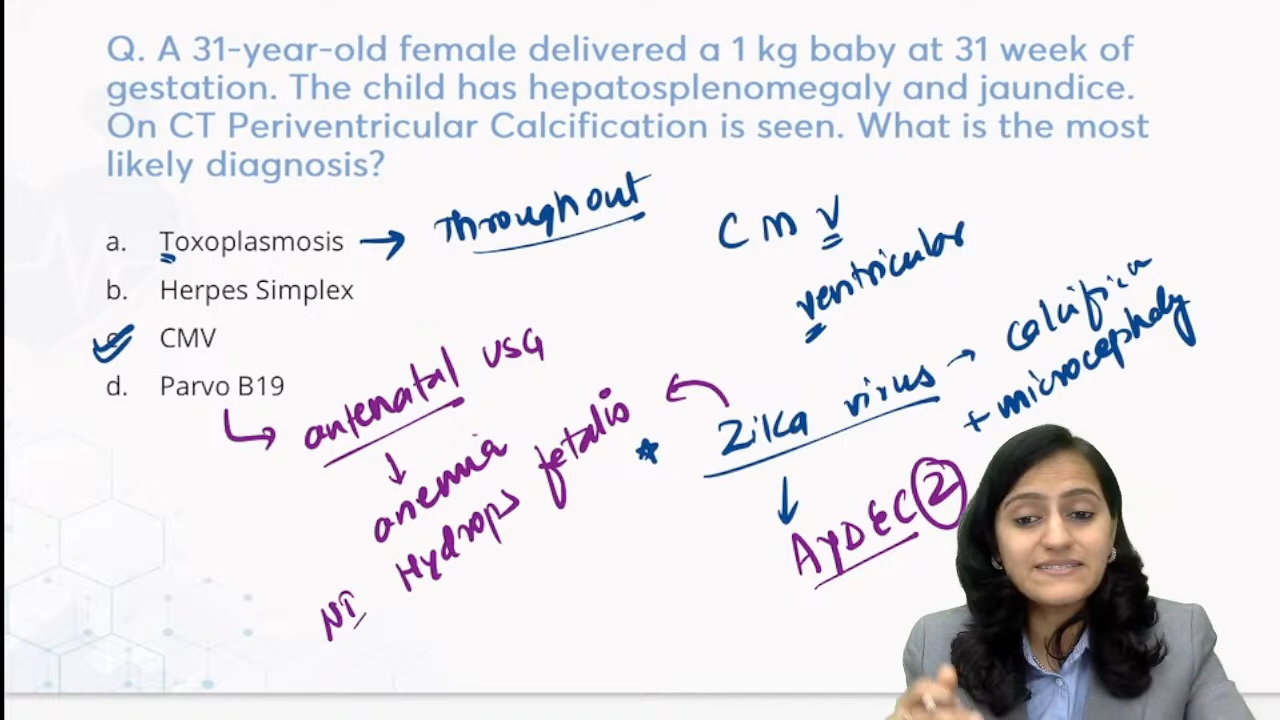 Q. A 31-year-old female delivered a 1 kg baby at 31 week of
gestation. The child has hepatosplenomegaly and jaundice.
On CT Periventricular Calcification is seen. What is the most
likely diagnosis?
a. Toxoplasmosis → Throughout
b. Herpes Simplex
c. CMV
d. Parvo B19
CMV
ventricular
Zika virus → calcificn
+ microcephaly
antenatal USG
anemia
Hydrops fetalis
NI
AyDEC 2